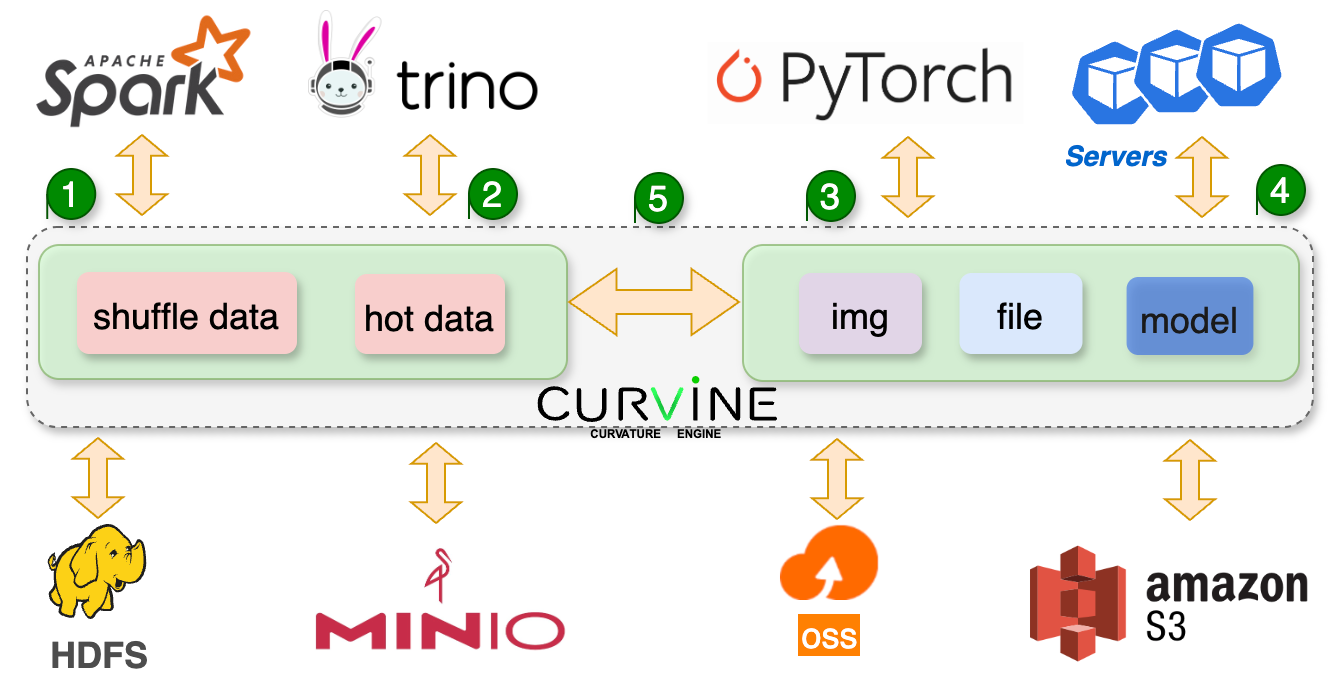 APACHE
Spark
trino
PyTorch
Servers
1
2
5
3
4
shuffle data
hot data
img
file
model
CURVINE
CURVATURE ENGINE
HDFS
MINIO
OSS
amazon
S3